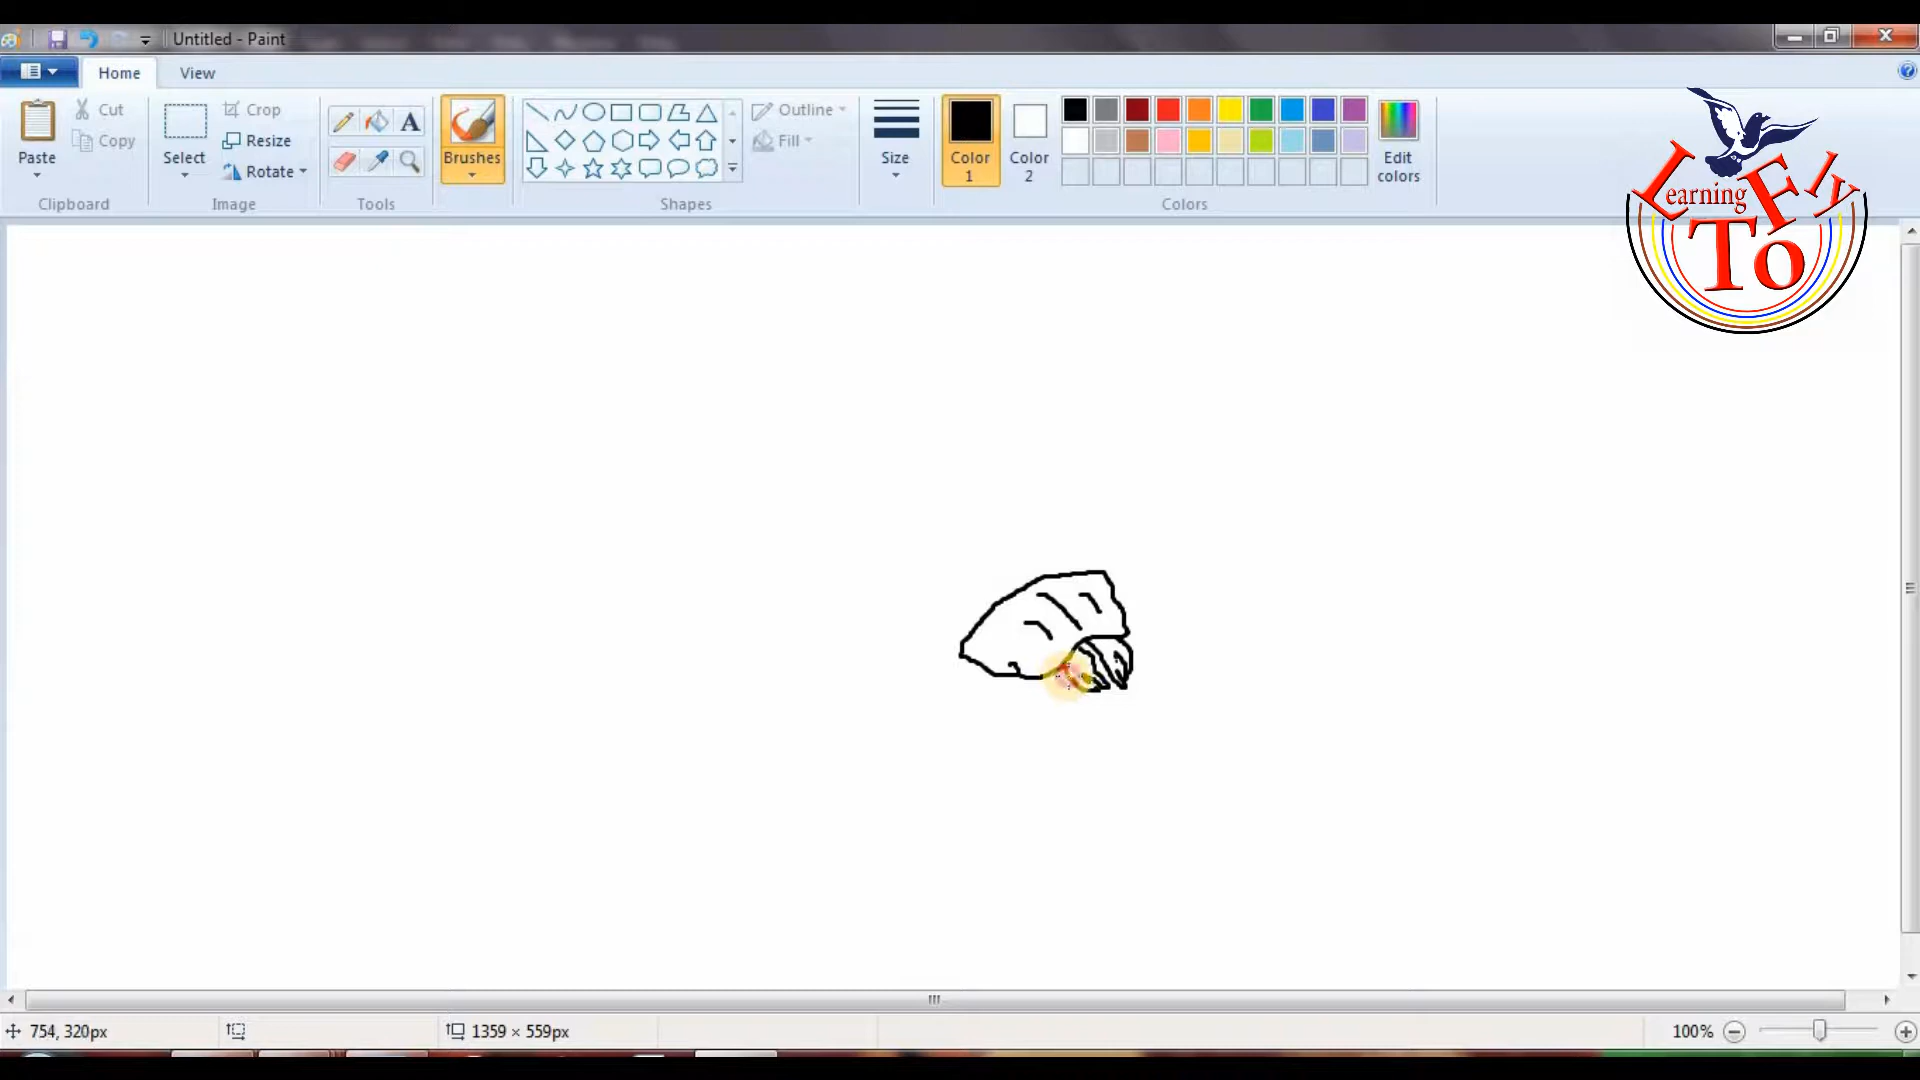 Untitled - Paint
Home View
Paste
Cut
Copy
Clipboard
Select
Crop
Resize
Rotate
Image
Tools
Brushes
Shapes
Outline
Fill
Size
Color 1
Color 2
Edit colors
Colors
Learning To Fly
754, 320px
1359 × 559px
100%